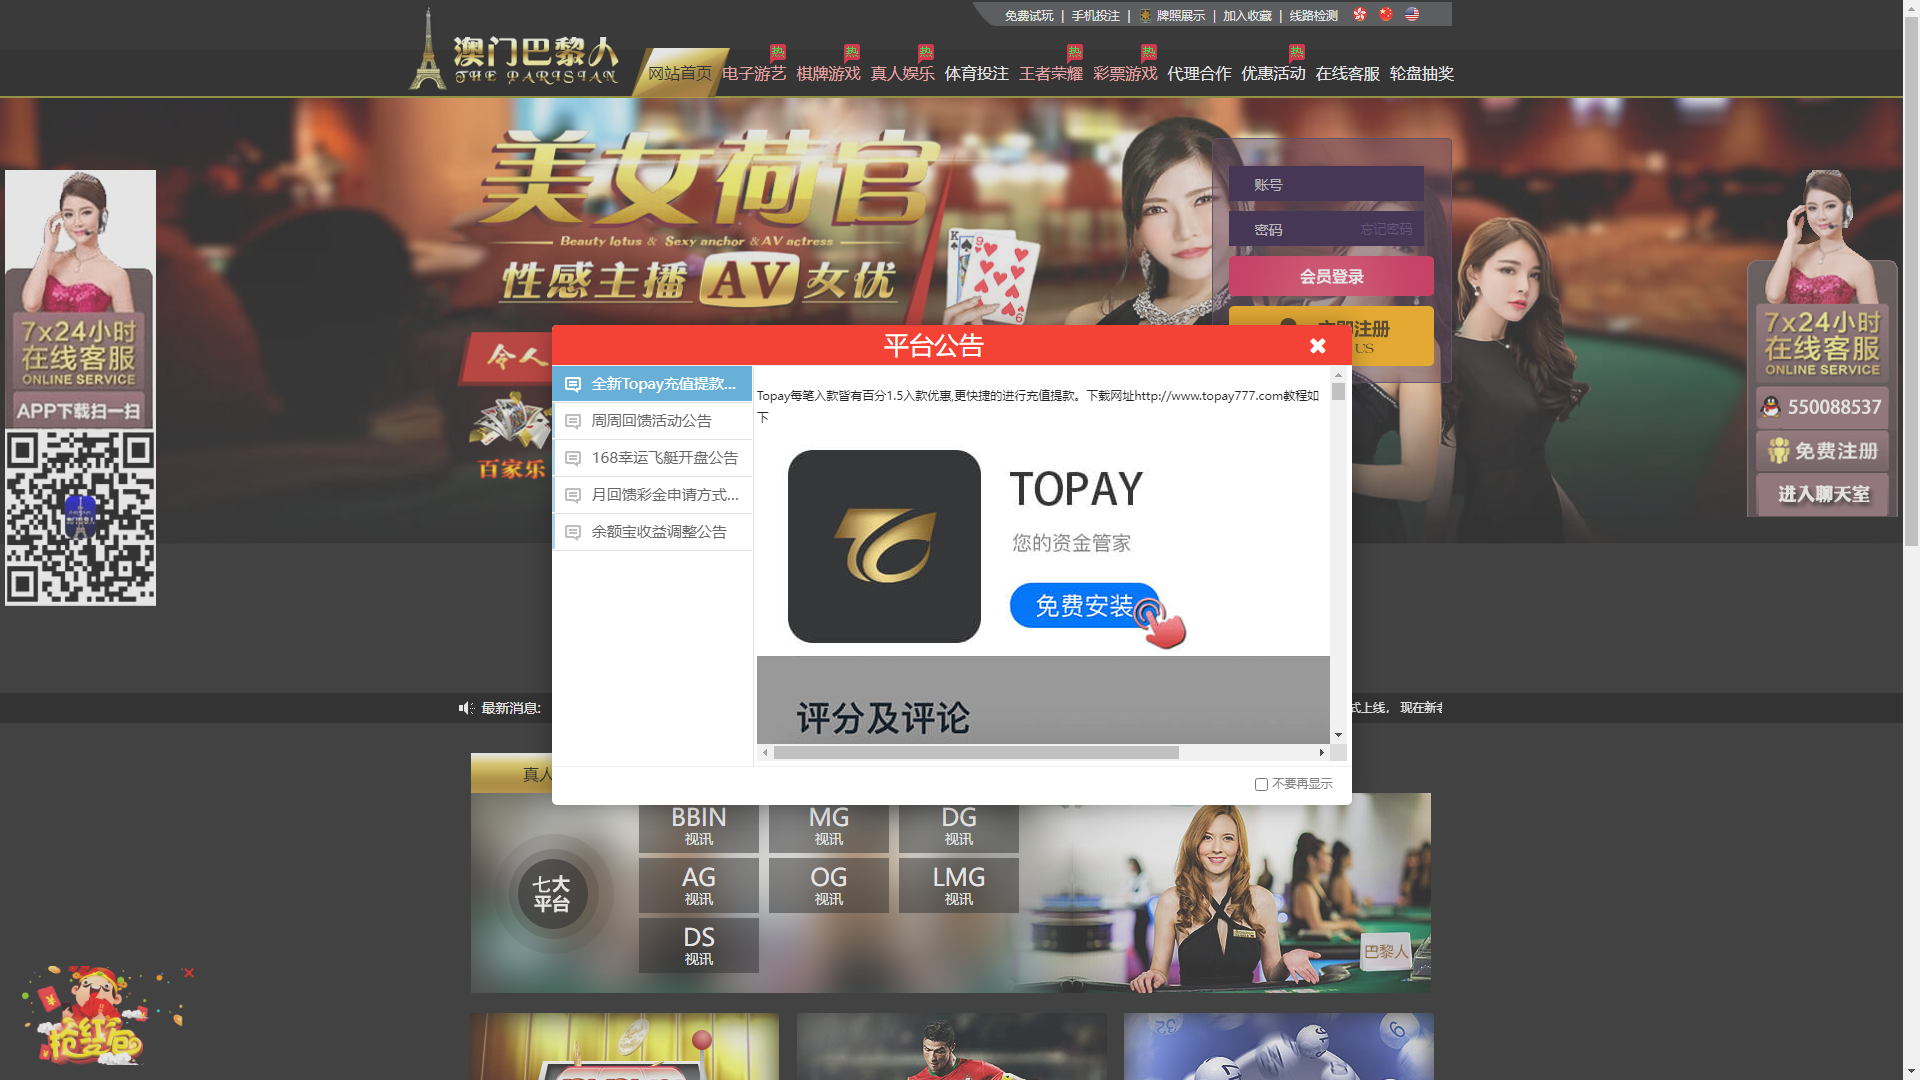 免费试玩 | 手机投注 | 牌照展示 | 加入收藏 | 线路检测
澳门巴黎人
THE PARISIAN
网站首页 电子游艺 棋牌游戏 真人娱乐 体育投注 王者荣耀 彩票游戏 代理合作 优惠活动 在线客服 轮盘抽奖
热 热 热 热 热 热
美女荷官
Beauty lotus & Sexy anchor & AV actress
性感主播 AV 女优
K
9
9
账号
密码 忘记密码
会员登录
立即注册
US
7x24小时
在线客服
ONLINE SERVICE
APP下载扫一扫
7x24小时
在线客服
ONLINE SERVICE
550088537
免费注册
进入聊天室
令人
百家乐
平台公告
全新Topay充值提款...
周周回馈活动公告
168幸运飞艇开盘公告
月回馈彩金申请方式...
余额宝收益调整公告
Topay每笔入款皆有百分1.5入款优惠,更快捷的进行充值提款。下载网址http://www.topay777.com教程如
下
TOPAY
您的资金管家
免费安装
评分及评论
不要再显示
最新消息:
式上线， 现在新
真人
七大
平台
BBIN
视讯
MG
视讯
DG
视讯
AG
视讯
OG
视讯
LMG
视讯
DS
视讯
巴黎人
抢红包
32
6